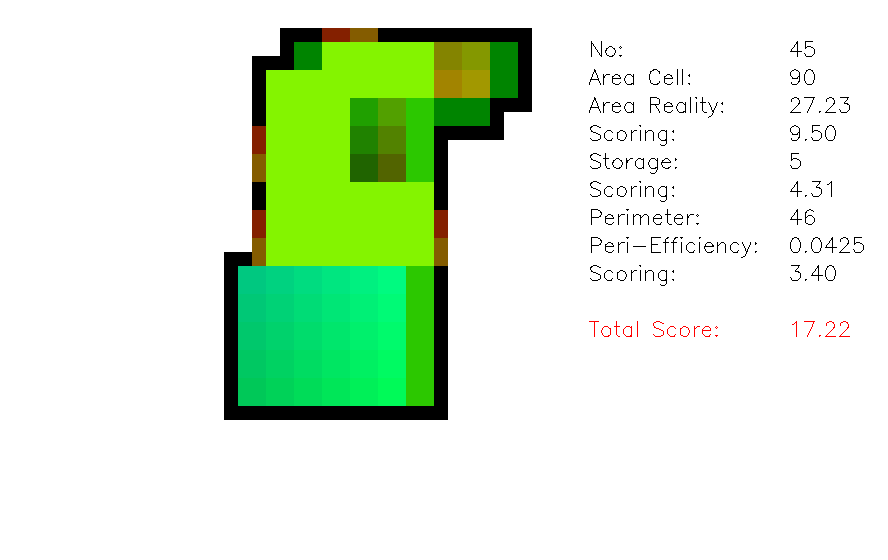 No: 45
Area Cell: 90
Area Reality: 27.23
Scoring: 9.50
Storage: 5
Scoring: 4.31
Perimeter: 46
Peri-Efficiency: 0.0425
Scoring: 3.40
Total Score: 17.22